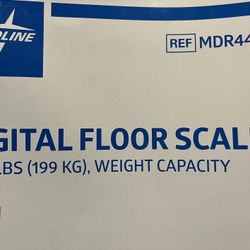 DLINE
REF MDR44
GITAL FLOOR SCAL
LBS (199 KG), WEIGHT CAPACITY